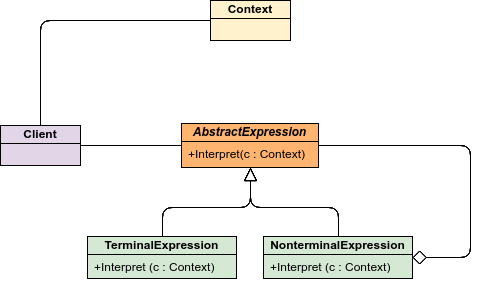 Context
Client
AbstractExpression
+Interpret(c : Context)
TerminalExpression
+Interpret (c : Context)
NonterminalExpression
+Interpret (c : Context)